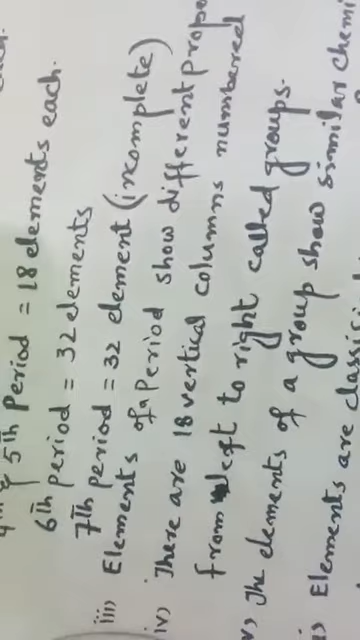 5th Period = 18 elements each.
6th period = 32 elements
7th period = 32 element (incomplete)
iii) Elements of a Period show different prope
iv) There are 18 vertical columns numbered
from left to right called groups.
v) The elements of a group show similar chemi
Elements are classi